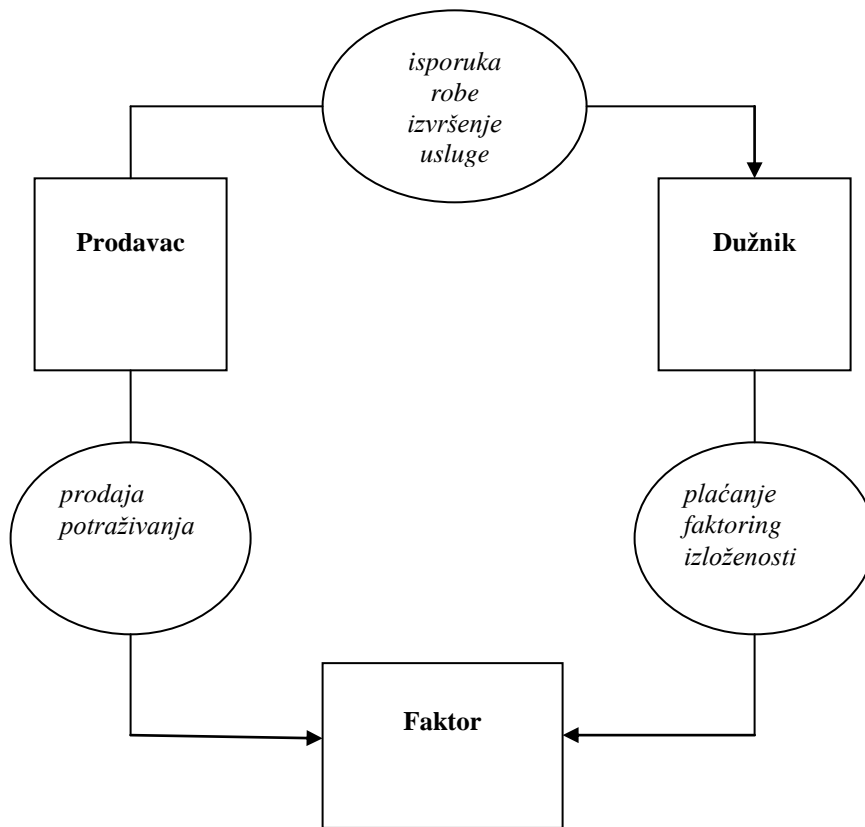 isporuka
robe
izvršenje
usluge
Prodavac
Dužnik
prodaja
potraživanja
plaćanje
faktoring
izloženosti
Faktor